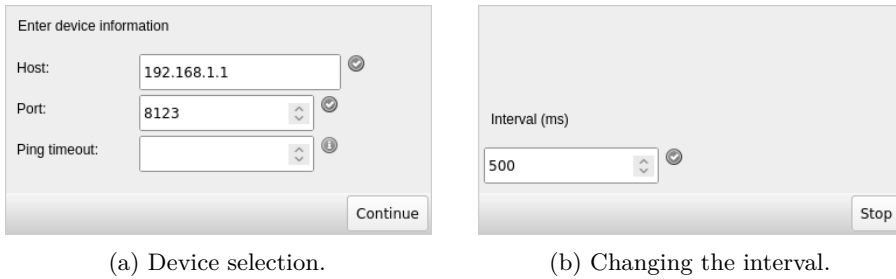 Enter device information
Host:
192.168.1.1
Port:
8123
Ping timeout:
Continue
Interval (ms)
500
Stop
(a) Device selection.
(b) Changing the interval.